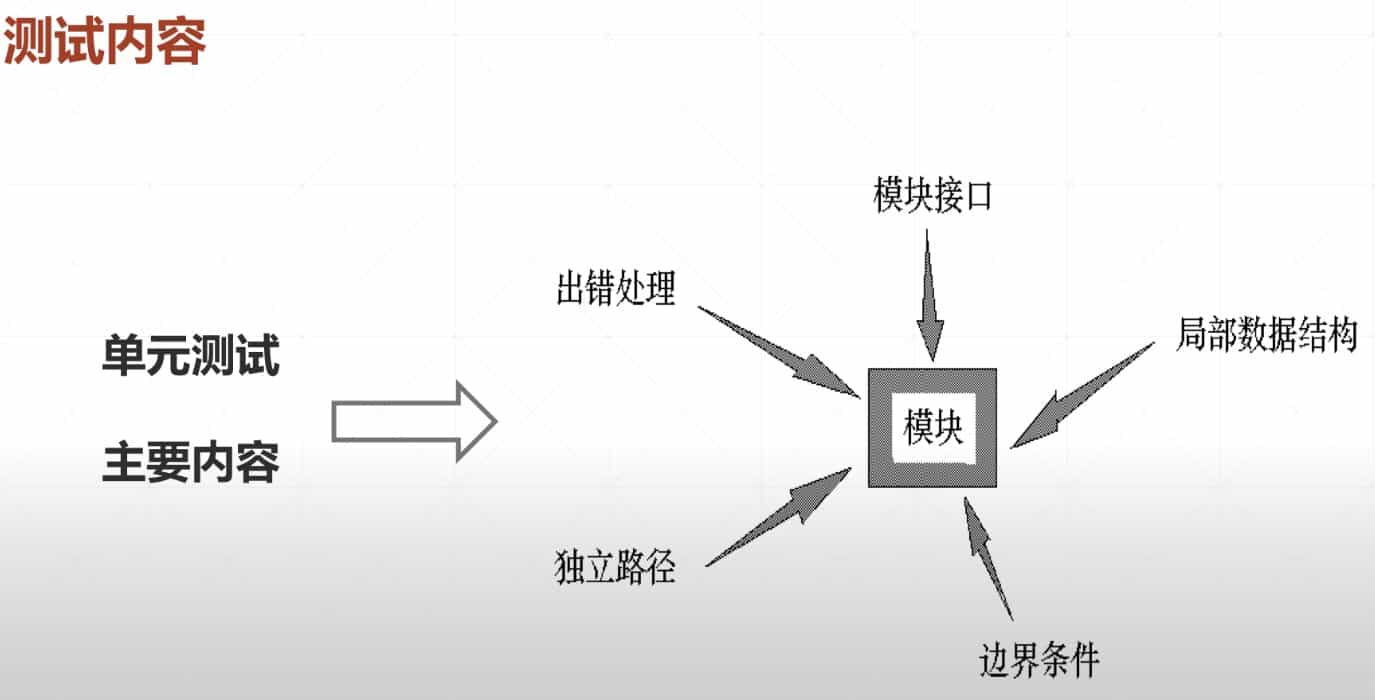 测试内容
单元测试
主要内容
模块接口
出错处理
局部数据结构
模块
独立路径
边界条件